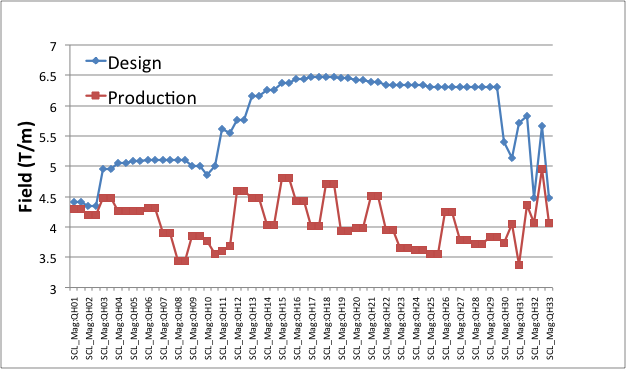 7
6.5
6
5.5
5
4.5
4
3.5
3
Field (T/m)
Design
Production
SCL_Mag:QH01
SCL_Mag:QH02
SCL_Mag:QH03
SCL_Mag:QH04
SCL_Mag:QH05
SCL_Mag:QH06
SCL_Mag:QH07
SCL_Mag:QH08
SCL_Mag:QH09
SCL_Mag:QH10
SCL_Mag:QH11
SCL_Mag:QH12
SCL_Mag:QH13
SCL_Mag:QH14
SCL_Mag:QH15
SCL_Mag:QH16
SCL_Mag:QH17
SCL_Mag:QH18
SCL_Mag:QH19
SCL_Mag:QH20
SCL_Mag:QH21
SCL_Mag:QH22
SCL_Mag:QH23
SCL_Mag:QH24
SCL_Mag:QH25
SCL_Mag:QH26
SCL_Mag:QH27
SCL_Mag:QH28
SCL_Mag:QH29
SCL_Mag:QH30
SCL_Mag:QH31
SCL_Mag:QH32
SCL_Mag:QH33